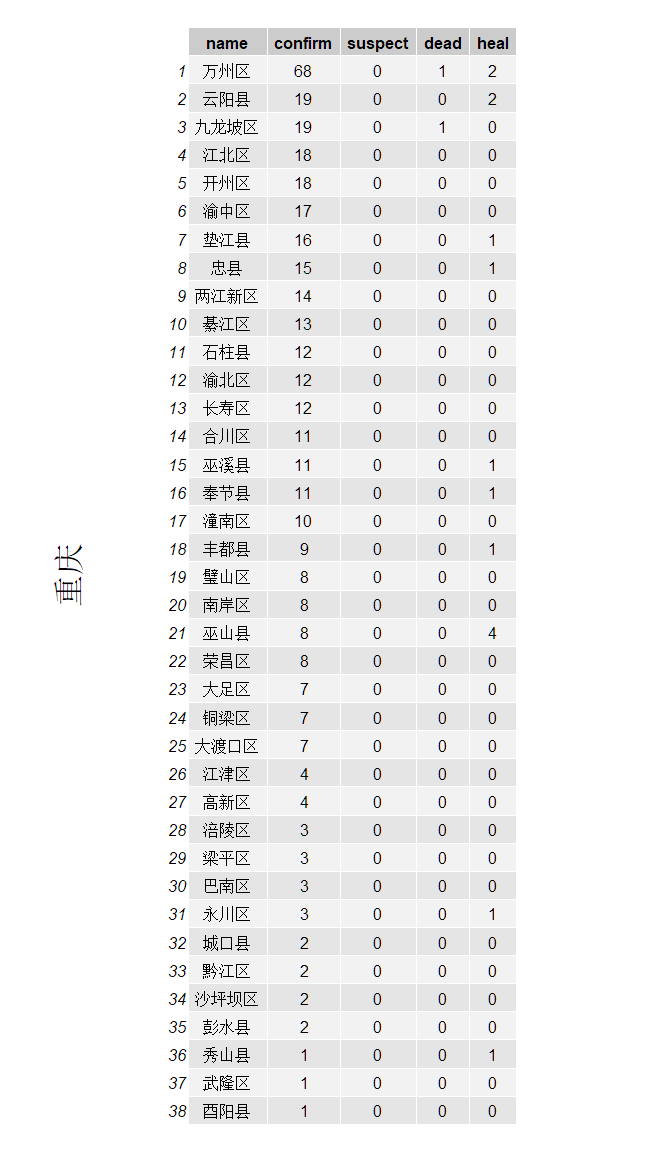 重庆
name confirm suspect dead heal
1 万州区 68 0 1 2
2 云阳县 19 0 0 2
3 九龙坡区 19 0 1 0
4 江北区 18 0 0 0
5 开州区 18 0 0 0
6 渝中区 17 0 0 0
7 垫江县 16 0 0 1
8 忠县 15 0 0 1
9 两江新区 14 0 0 0
10 綦江区 13 0 0 0
11 石柱县 12 0 0 0
12 渝北区 12 0 0 0
13 长寿区 12 0 0 0
14 合川区 11 0 0 0
15 巫溪县 11 0 0 1
16 奉节县 11 0 0 1
17 潼南区 10 0 0 0
18 丰都县 9 0 0 1
19 璧山区 8 0 0 0
20 南岸区 8 0 0 0
21 巫山县 8 0 0 4
22 荣昌区 8 0 0 0
23 大足区 7 0 0 0
24 铜梁区 7 0 0 0
25 大渡口区 7 0 0 0
26 江津区 4 0 0 0
27 高新区 4 0 0 0
28 涪陵区 3 0 0 0
29 梁平区 3 0 0 0
30 巴南区 3 0 0 0
31 永川区 3 0 0 1
32 城口县 2 0 0 0
33 黔江区 2 0 0 0
34 沙坪坝区 2 0 0 0
35 彭水县 2 0 0 0
36 秀山县 1 0 0 1
37 武隆区 1 0 0 0
38 酉阳县 1 0 0 0